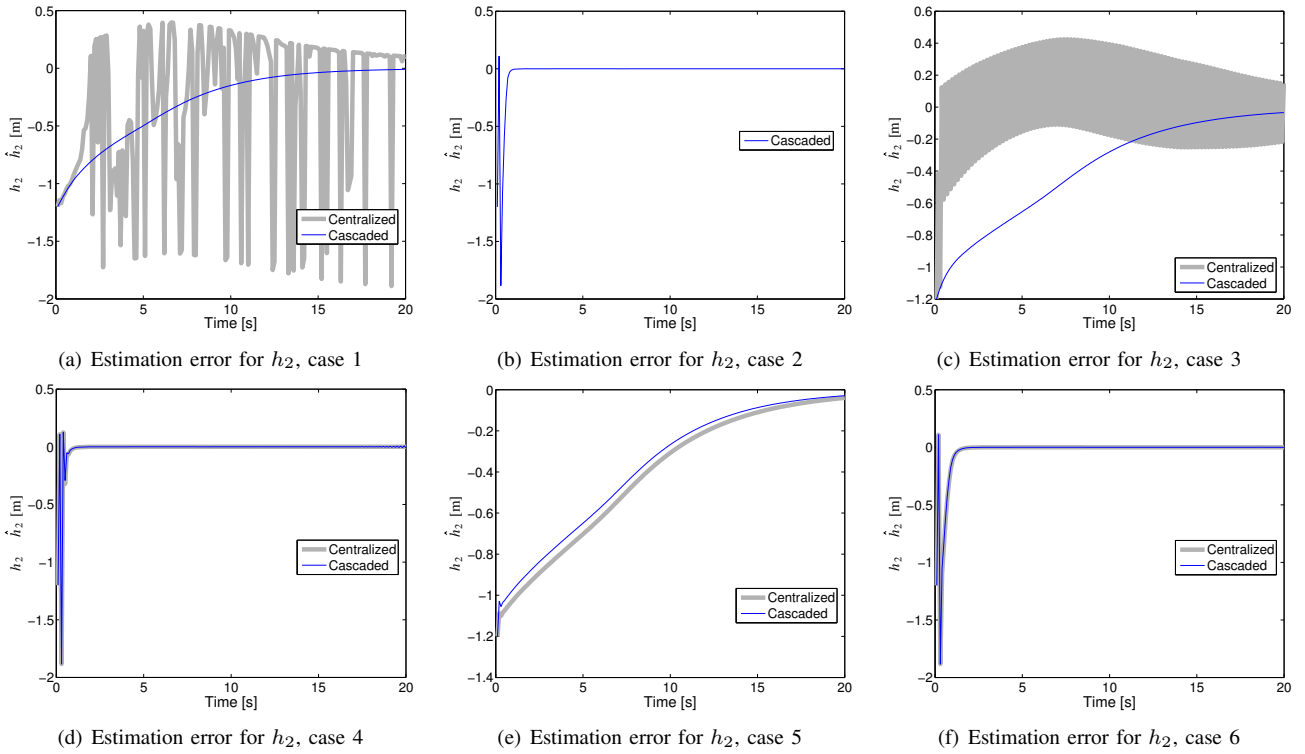 0.5
0
−0.5
−1
−1.5
−2
0 5 10 15 20
h2 ĥ2 [m]
Time [s]
Centralized
Cascaded
(a) Estimation error for h2, case 1
0.5
0
−0.5
−1
−1.5
−2
0 5 10 15 20
h2 ĥ2 [m]
Time [s]
Cascaded
(b) Estimation error for h2, case 2
0.6
0.4
0.2
0
−0.2
−0.4
−0.6
−0.8
−1
−1.2
0 5 10 15 20
h2 ĥ2 [m]
Time [s]
Centralized
Cascaded
(c) Estimation error for h2, case 3
0.5
0
−0.5
−1
−1.5
−2
0 5 10 15 20
h2 ĥ2 [m]
Time [s]
Centralized
Cascaded
(d) Estimation error for h2, case 4
0
−0.2
−0.4
−0.6
−0.8
−1
−1.2
−1.4
0 5 10 15 20
h2 ĥ2 [m]
Time [s]
Centralized
Cascaded
(e) Estimation error for h2, case 5
0.5
0
−0.5
−1
−1.5
−2
0 5 10 15 20
h2 ĥ2 [m]
Time [s]
Centralized
Cascaded
(f) Estimation error for h2, case 6